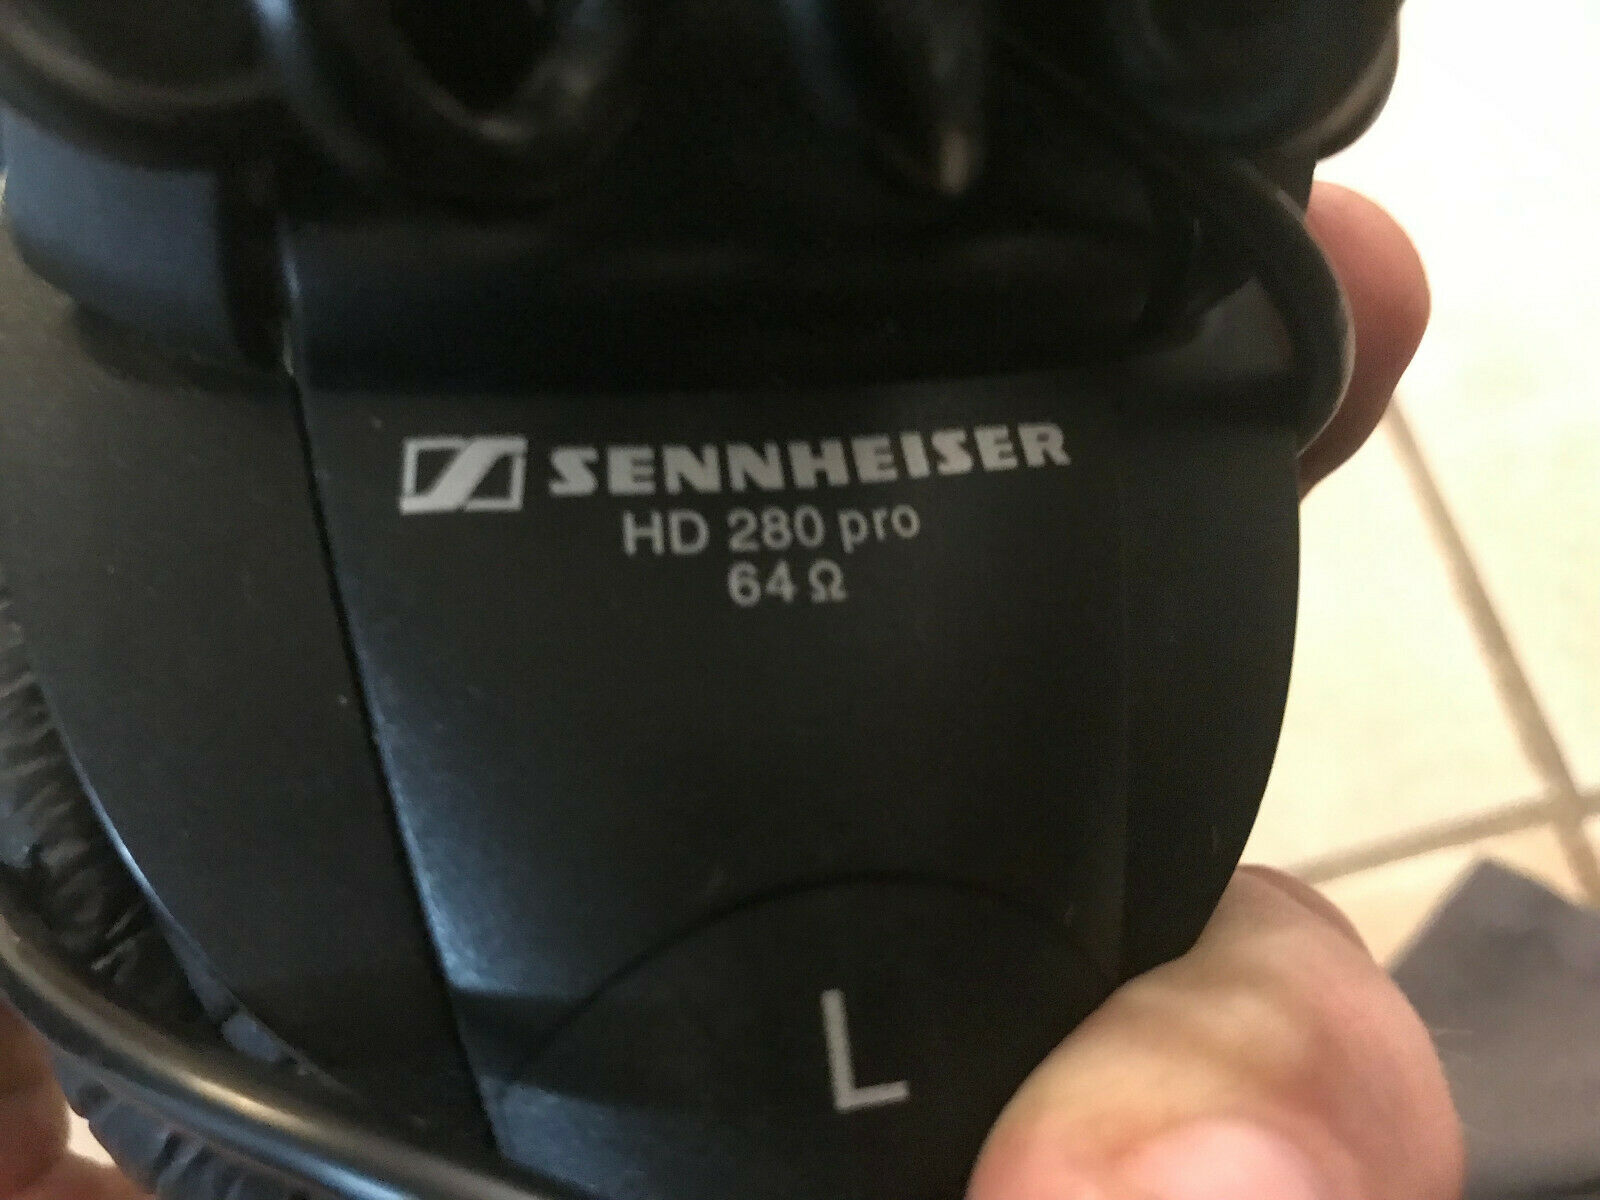 SENNHEISER
HD 280 pro
64 Ω
L